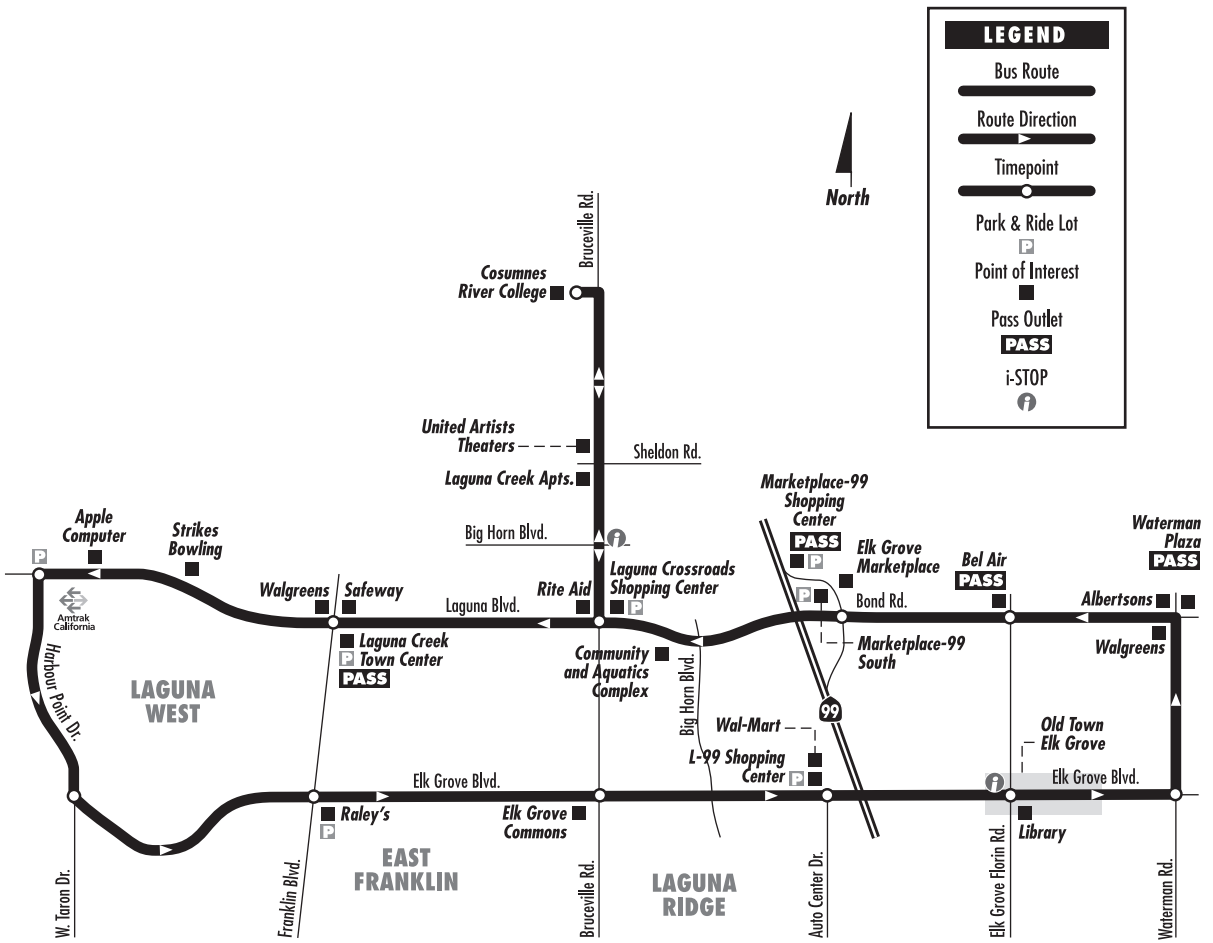 LEGEND
Bus Route
Route Direction
Timepoint
Park & Ride Lot
P
Point of Interest
Pass Outlet
PASS
i-STOP
i
North
Bruceville Rd.
Cosumnes
River College
United Artists
Theaters
Sheldon Rd.
Laguna Creek Apts.
Big Horn Blvd.
i
Marketplace-99
Shopping
Center
PASS
P
Elk Grove
Marketplace
Bel Air
PASS
Waterman
Plaza
PASS
Apple
Computer
P
Strikes
Bowling
Amtrak
California
Walgreens
Safeway
Laguna Blvd.
Rite Aid
Laguna Crossroads
Shopping Center
P
P
Bond Rd.
Albertsons
Walgreens
Laguna Creek
P Town Center
PASS
Community
and Aquatics
Complex
Big Horn Blvd.
Marketplace-99
South
Harbour Point Dr.
LAGUNA
WEST
99
Wal-Mart
L-99 Shopping
Center P
Old Town
Elk Grove
Elk Grove Blvd.
i
Elk Grove Blvd.
Raley's
P
Elk Grove
Commons
Library
EAST
FRANKLIN
LAGUNA
RIDGE
W. Taron Dr.
Franklin Blvd.
Bruceville Rd.
Auto Center Dr.
Elk Grove Florin Rd.
Waterman Rd.